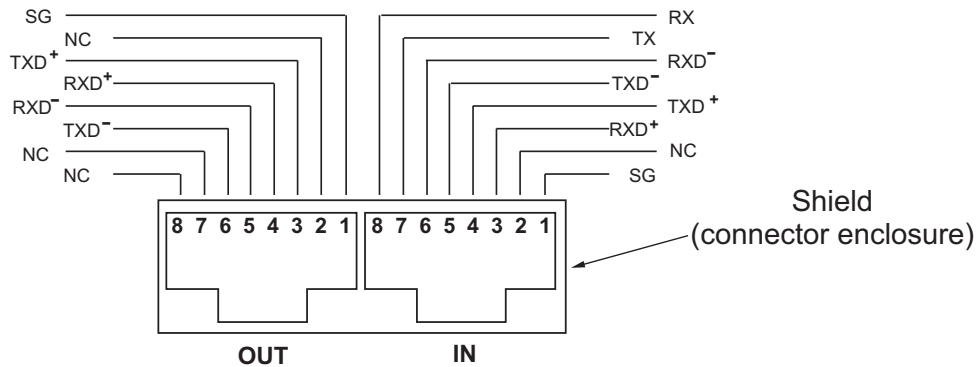 SG
NC
TXD+
RXD+
RXD-
TXD-
NC
NC
RX
TX
RXD-
TXD-
TXD +
RXD+
NC
SG
Shield
(connector enclosure)
8 7 6 5 4 3 2 1
8 7 6 5 4 3 2 1
OUT
IN